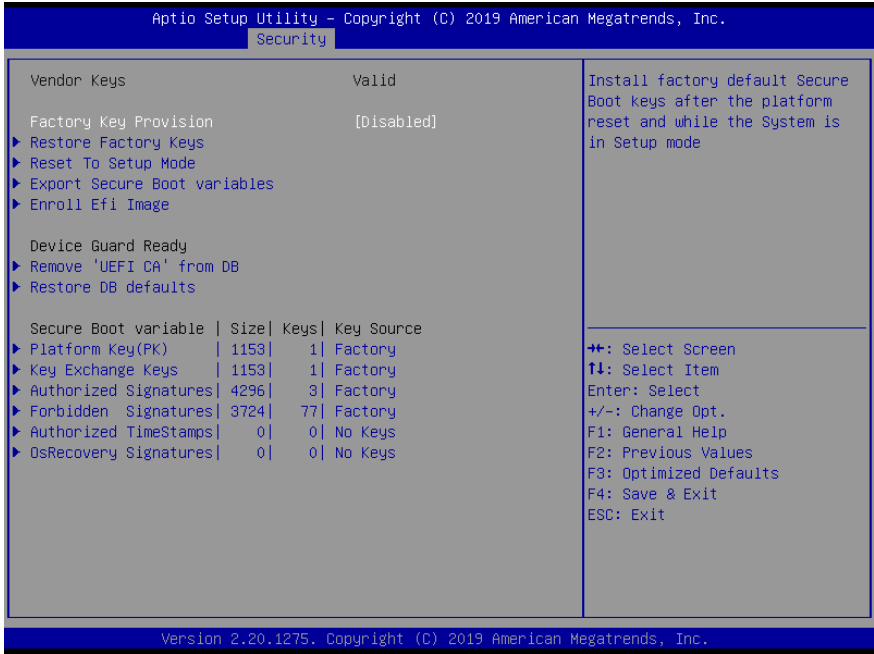 Aptio Setup Utility – Copyright (C) 2019 American Megatrends, Inc.
Security
Vendor Keys Valid
Factory Key Provision [Disabled]
Restore Factory Keys
Reset To Setup Mode
Export Secure Boot variables
Enroll Efi Image
Device Guard Ready
Remove 'UEFI CA' from DB
Restore DB defaults
Secure Boot variable | Size| Keys| Key Source
Platform Key(PK) | 1153| 1| Factory
Key Exchange Keys | 1153| 1| Factory
Authorized Signatures| 4296| 3| Factory
Forbidden Signatures| 3724| 77| Factory
Authorized TimeStamps| 0| 0| No Keys
OsRecovery Signatures| 0| 0| No Keys
Install factory default Secure
Boot keys after the platform
reset and while the System is
in Setup mode
→←: Select Screen
↑↓: Select Item
Enter: Select
+/-: Change Opt.
F1: General Help
F2: Previous Values
F3: Optimized Defaults
F4: Save & Exit
ESC: Exit
Version 2.20.1275. Copyright (C) 2019 American Megatrends, Inc.